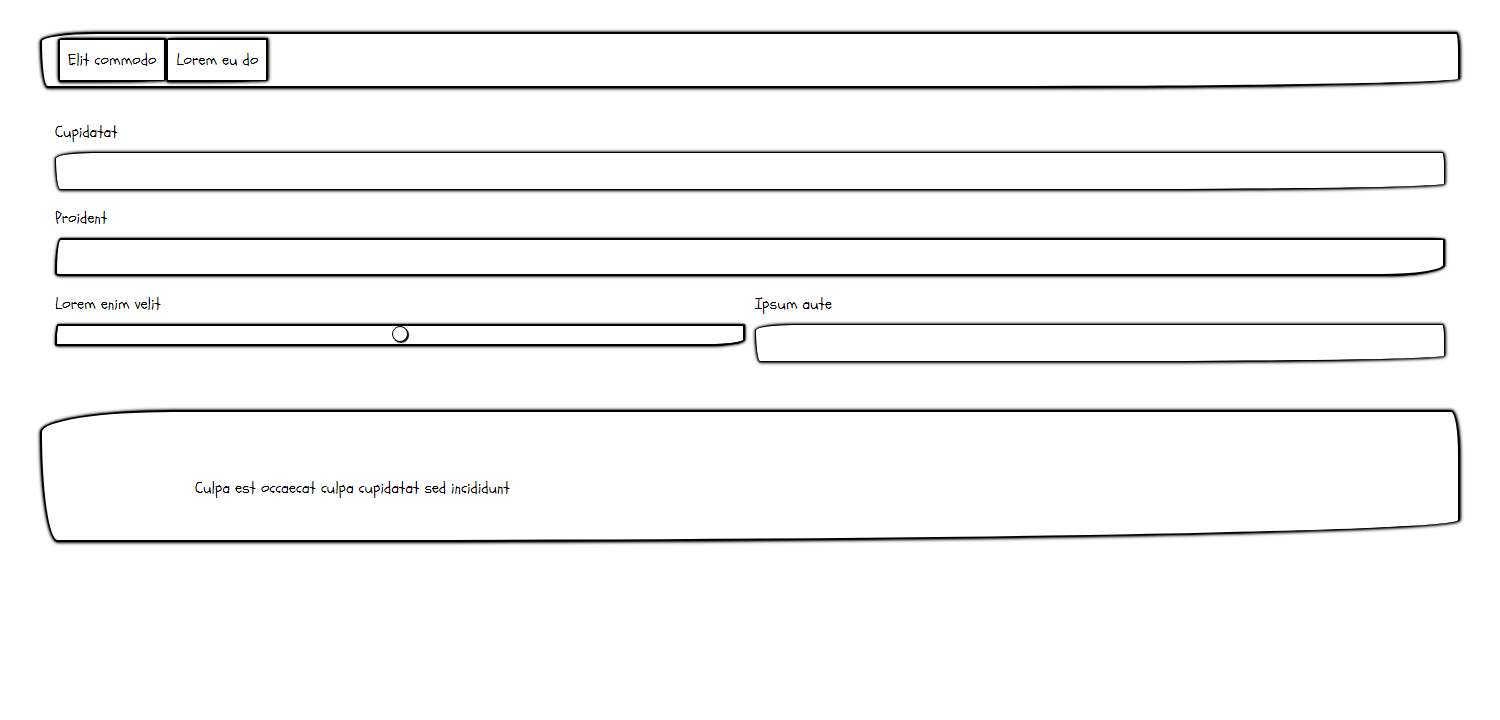 Elit commodo
Lorem eu do
Cupidatat
Proident
Lorem enim velit
Ipsum aute
Culpa est occaecat culpa cupidatat sed incididunt